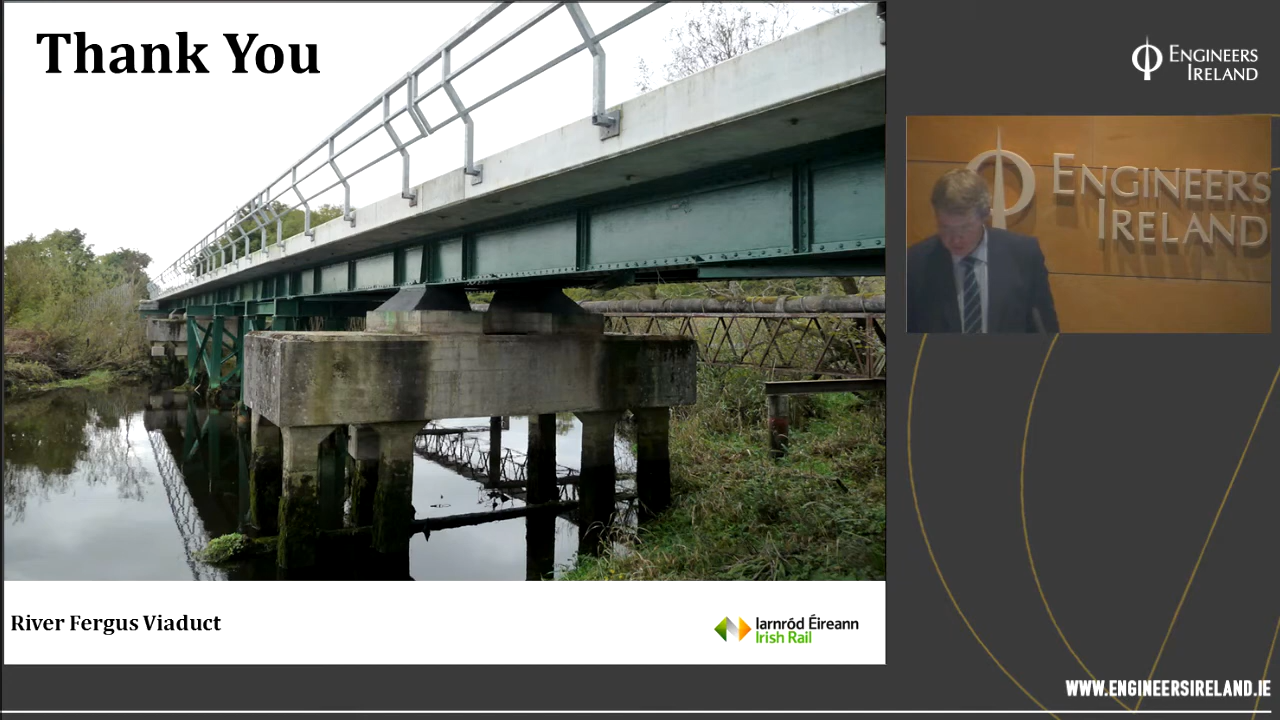 Thank You
River Fergus Viaduct
Iarnród Éireann
Irish Rail
ENGINEERS
IRELAND
ENGINEERS
IRELAND
WWW.ENGINEERSIRELAND.IE